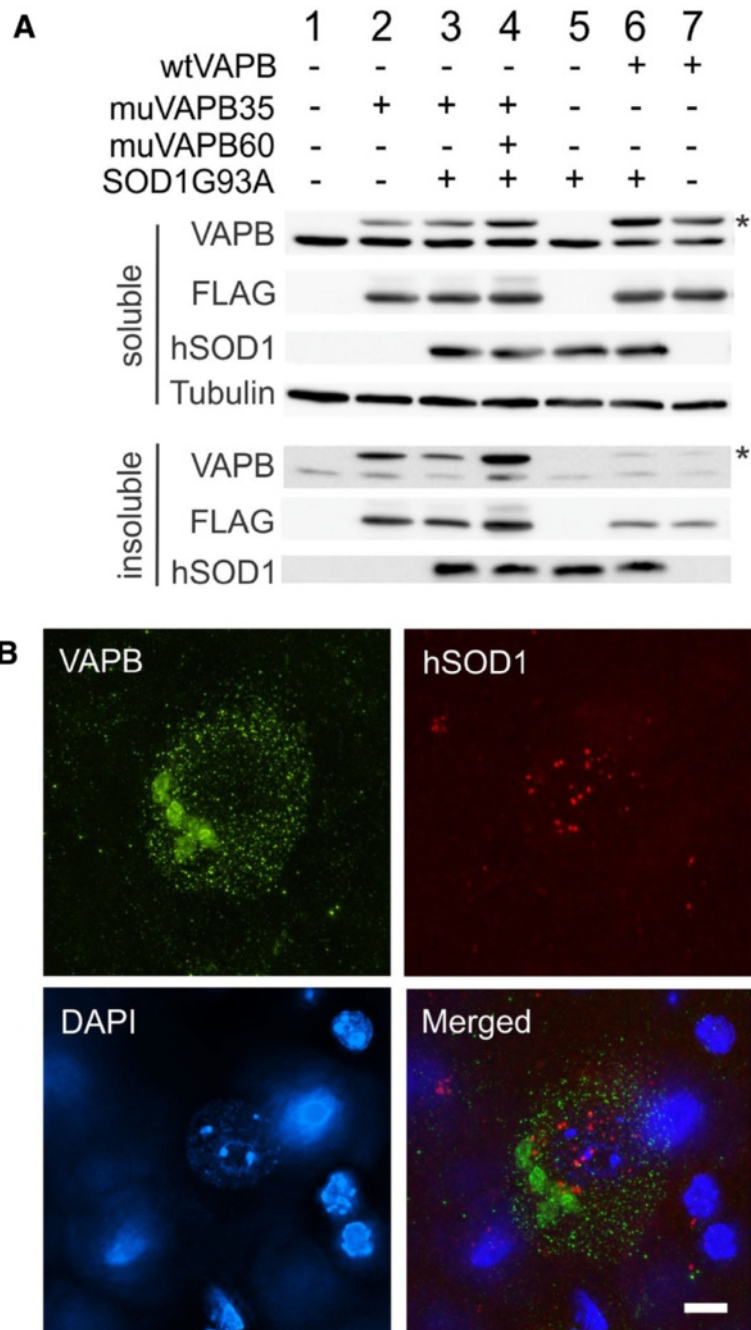 A
1 2 3 4 5 6 7
wtVAPB - - - - - + +
muVAPB35 - + + + - - -
muVAPB60 - - - + - - -
SOD1G93A - - + + + + -
soluble
VAPB *
FLAG
hSOD1
Tubulin
insoluble
VAPB *
FLAG
hSOD1
B
VAPB hSOD1
DAPI Merged